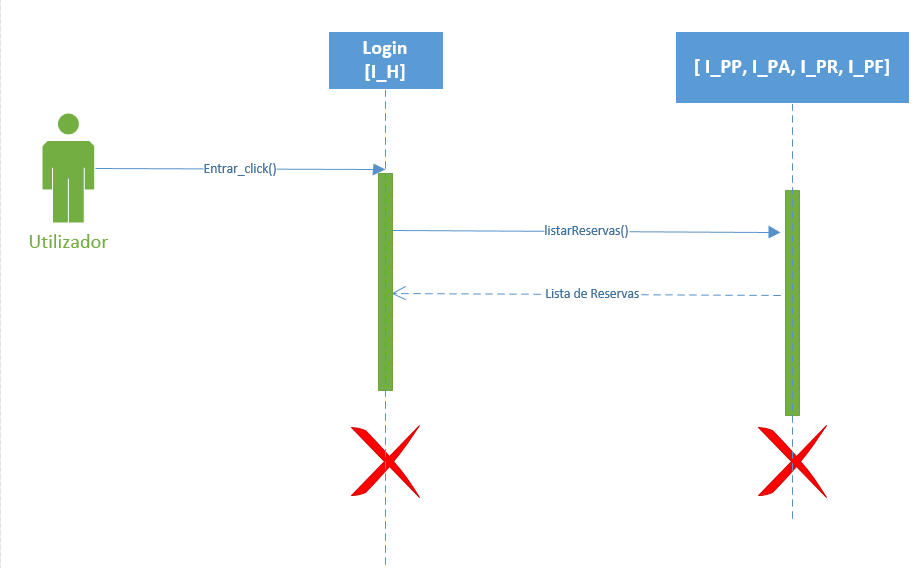 Login
[I_H]
[ I_PP, I_PA, I_PR, I_PF]
Entrar_click()
Utilizador
listarReservas()
Lista de Reservas